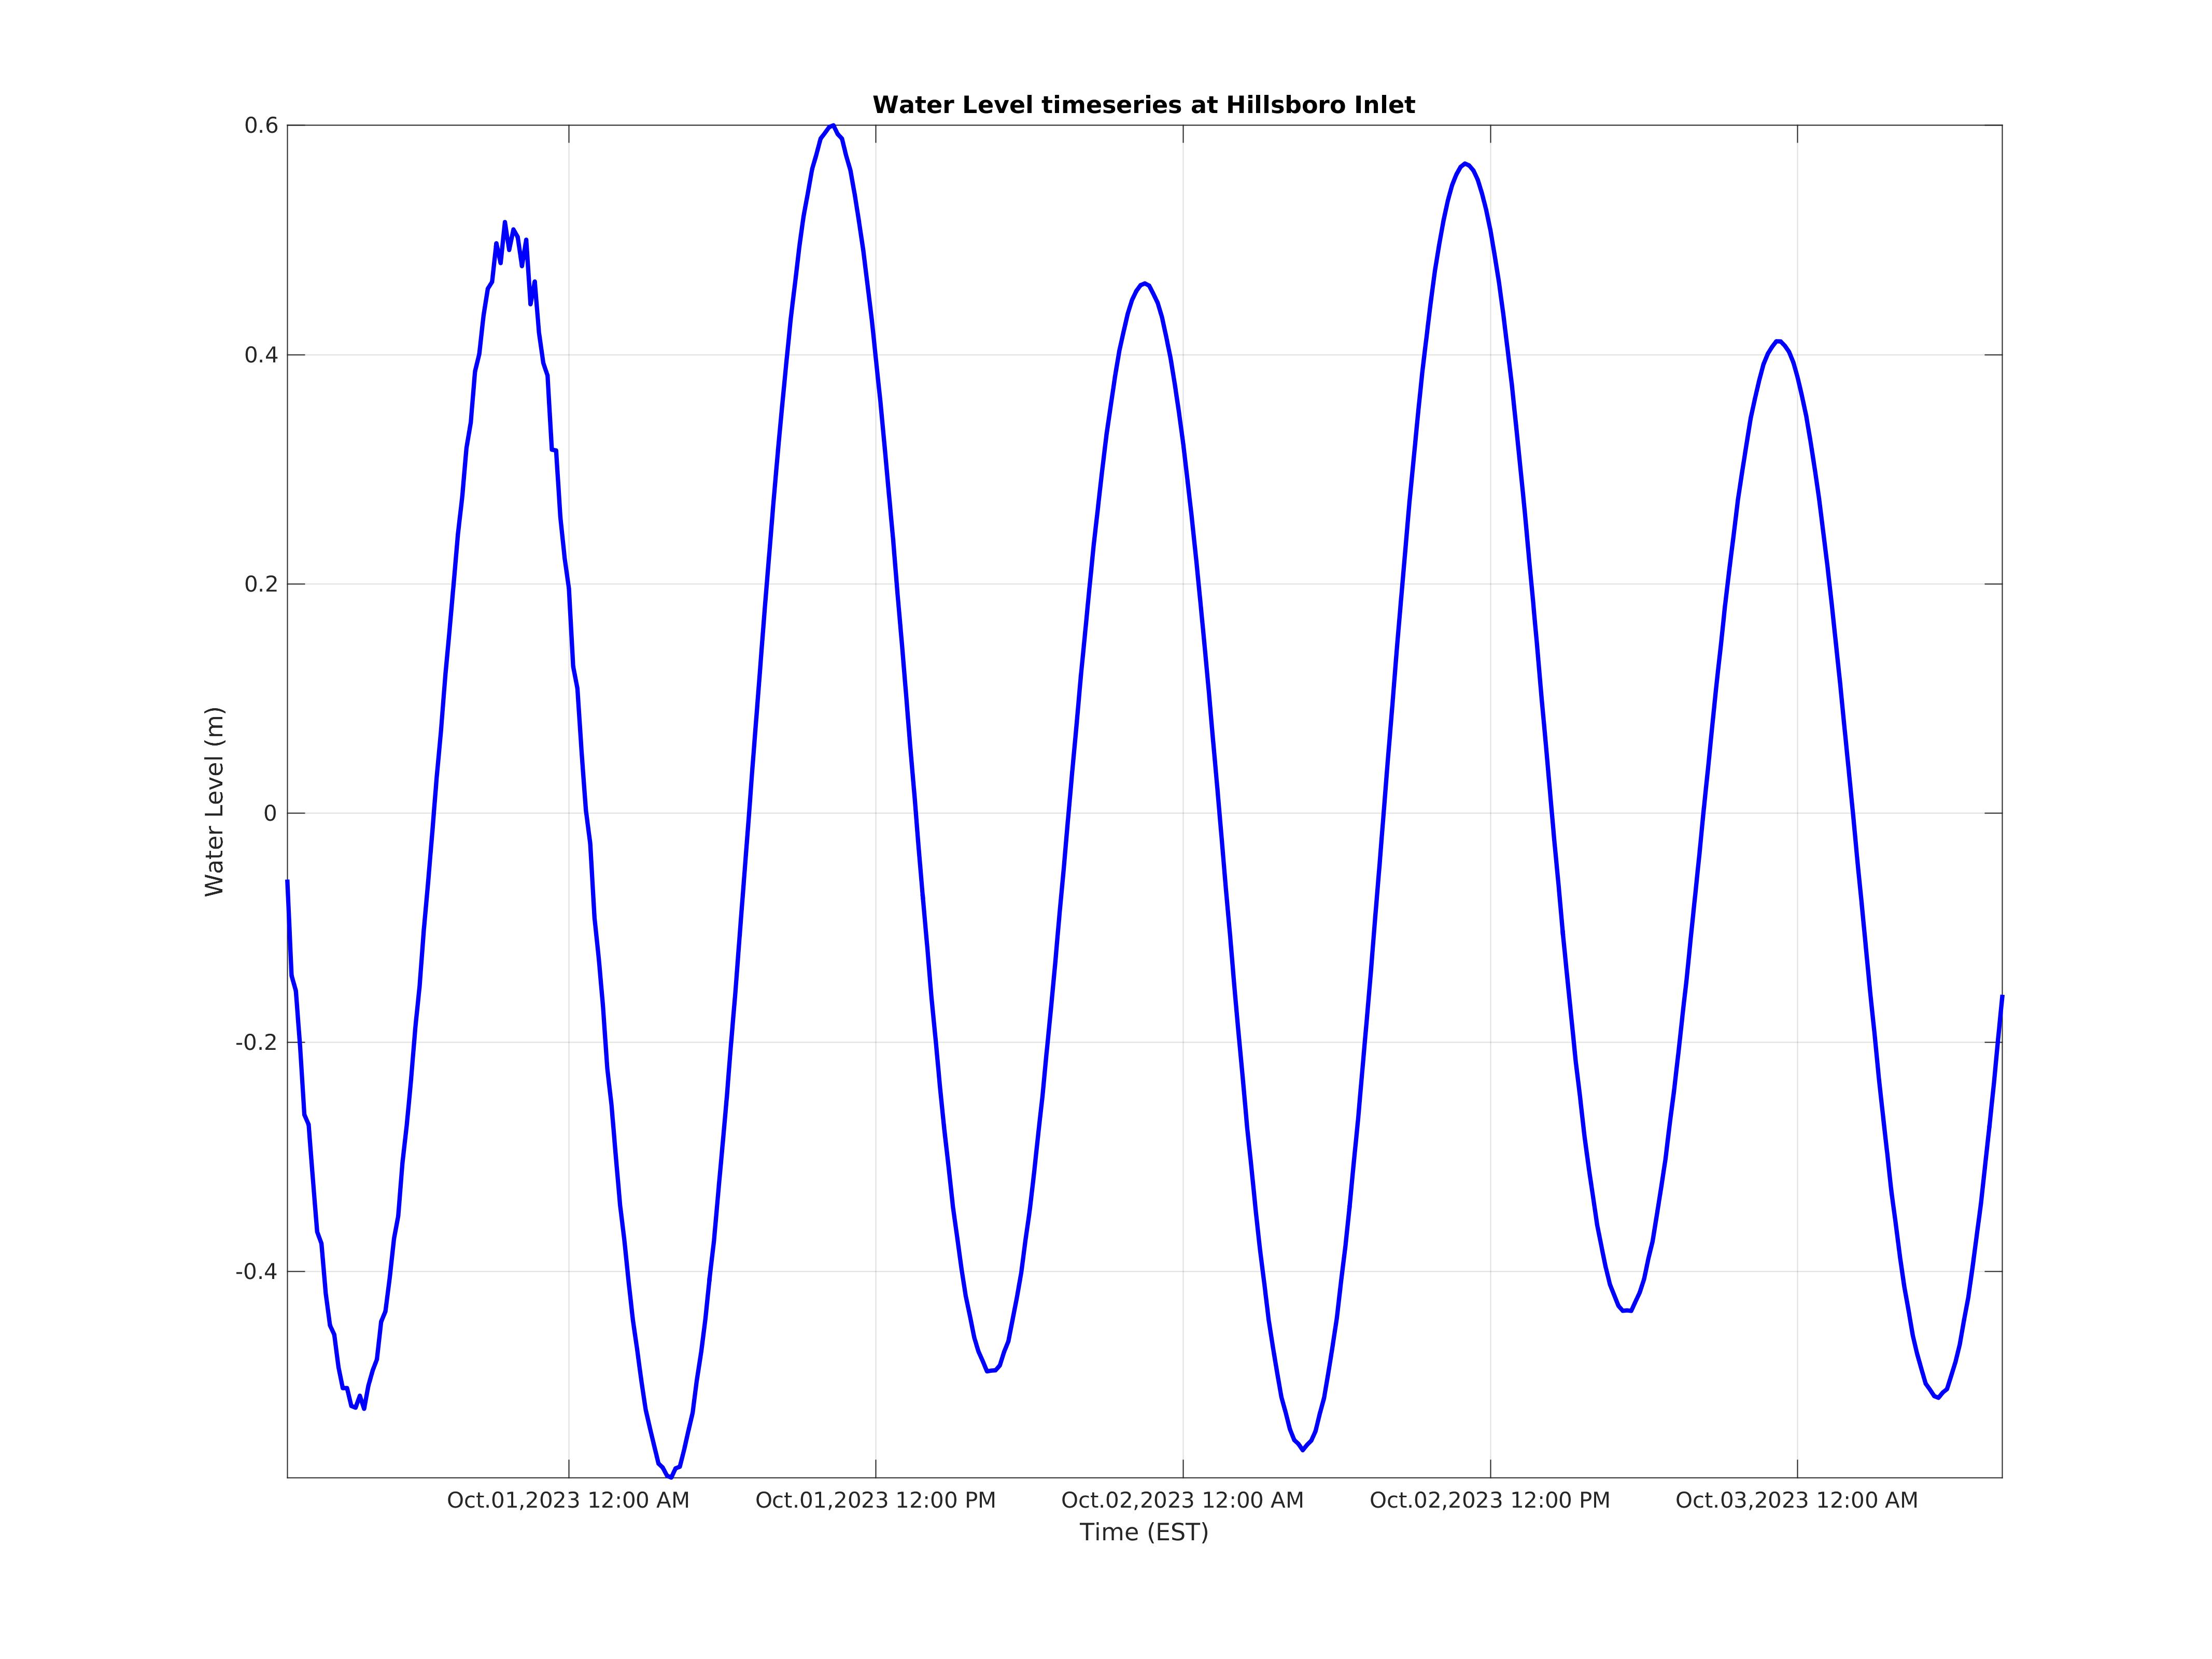 Water Level timeseries at Hillsboro Inlet
0.6
0.4
0.2
0
-0.2
-0.4
Water Level (m)
Oct.01,2023 12:00 AM
Oct.01,2023 12:00 PM
Oct.02,2023 12:00 AM
Oct.02,2023 12:00 PM
Oct.03,2023 12:00 AM
Time (EST)